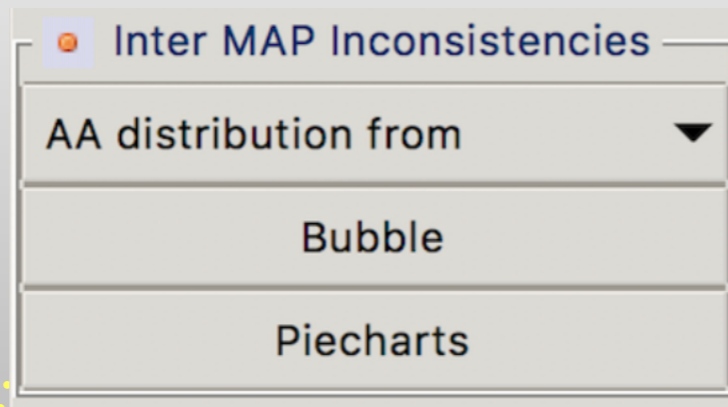 Inter MAP Inconsistencies
AA distribution from
Bubble
Piecharts